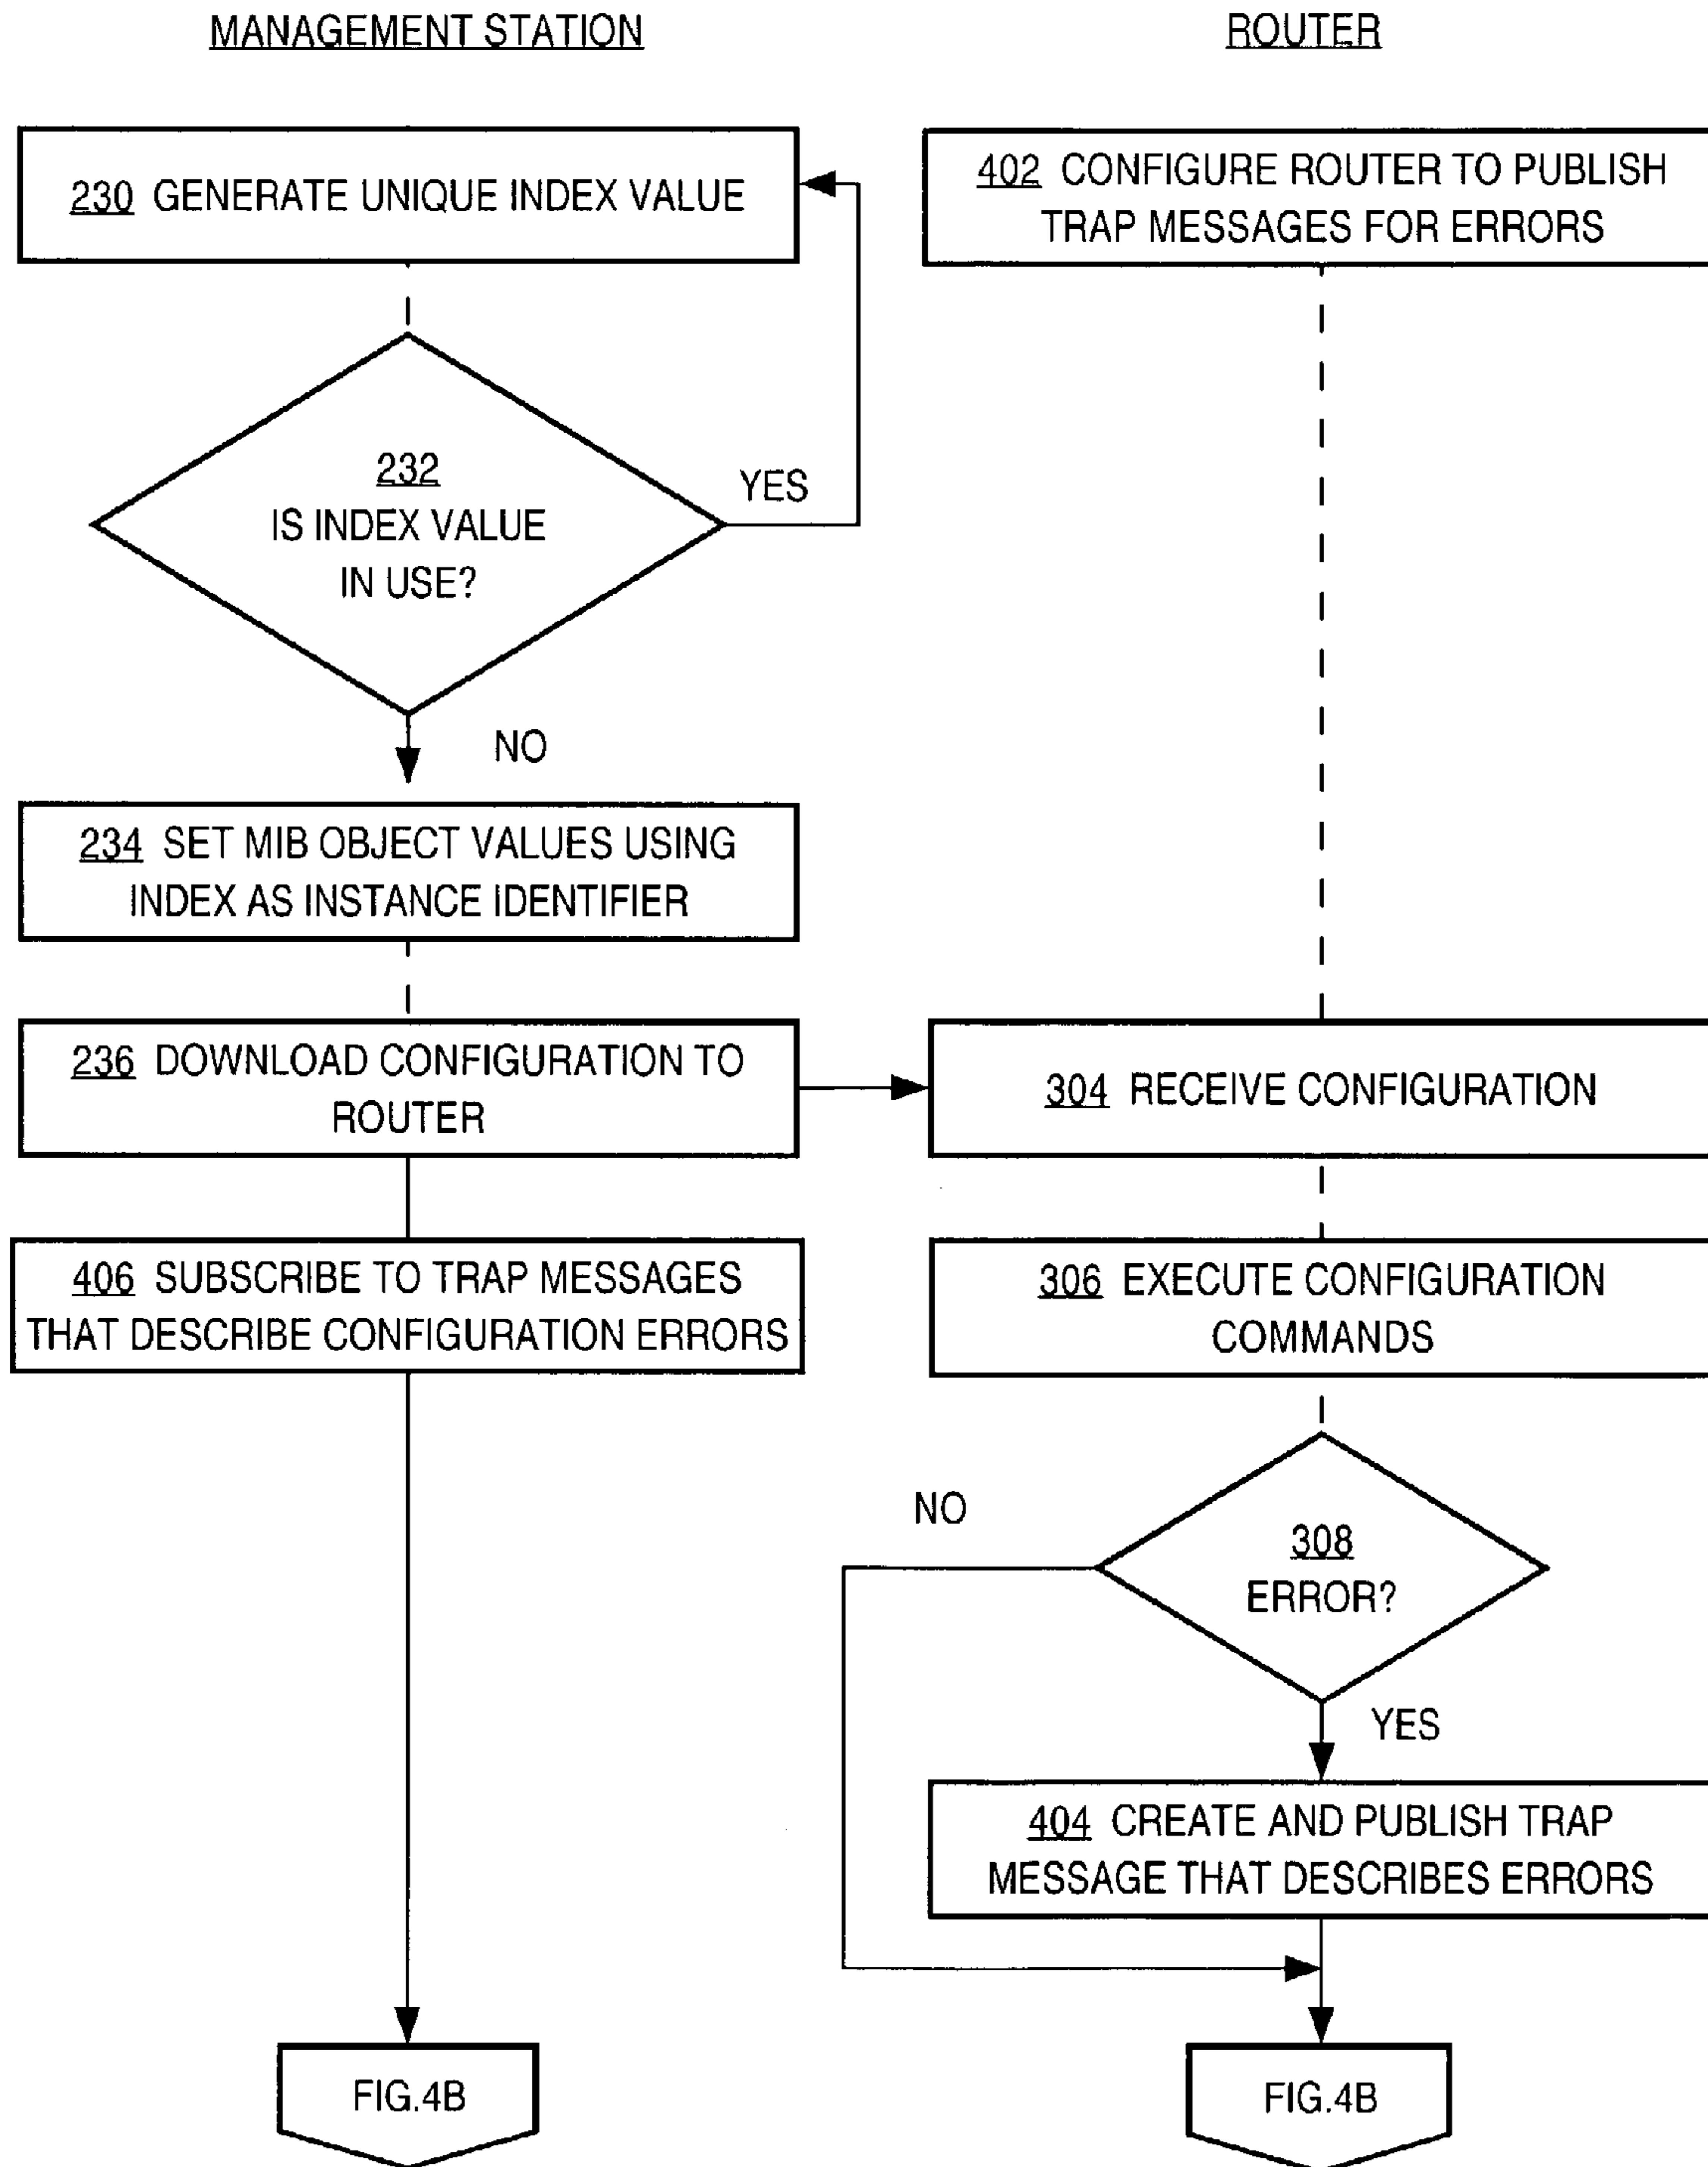 MANAGEMENT STATION
ROUTER
230 GENERATE UNIQUE INDEX VALUE
402 CONFIGURE ROUTER TO PUBLISH
TRAP MESSAGES FOR ERRORS
232
IS INDEX VALUE
IN USE?
YES
NO
234 SET MIB OBJECT VALUES USING
INDEX AS INSTANCE IDENTIFIER
236 DOWNLOAD CONFIGURATION TO
ROUTER
304 RECEIVE CONFIGURATION
406 SUBSCRIBE TO TRAP MESSAGES
THAT DESCRIBE CONFIGURATION ERRORS
306 EXECUTE CONFIGURATION
COMMANDS
NO
308
ERROR?
YES
404 CREATE AND PUBLISH TRAP
MESSAGE THAT DESCRIBES ERRORS
FIG.4B
FIG.4B